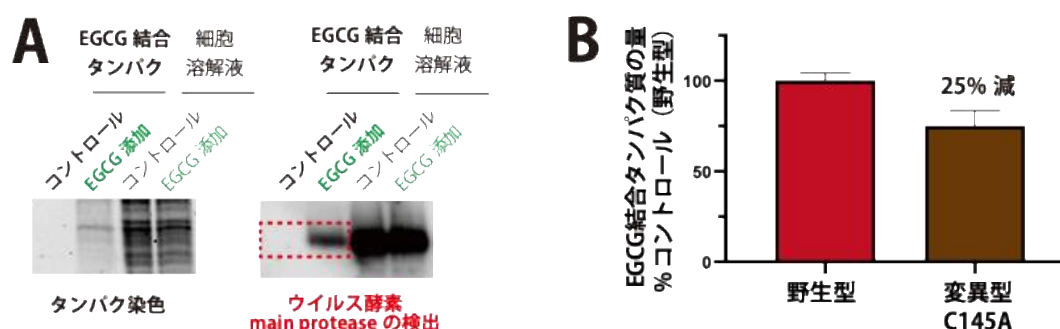 A
EGCG 結合
タンパク
細胞
溶解液
コントロール
EGCG 添加
コントロール
EGCG 添加
タンパク染色
EGCG 結合
タンパク
細胞
溶解液
コントロール
EGCG 添加
コントロール
EGCG 添加
ウイルス酵素
main protease の検出
B
EGCG結合タンパク質の量
% コントロール（野生型）
100
50
0
25% 減
野生型
変異型
C145A